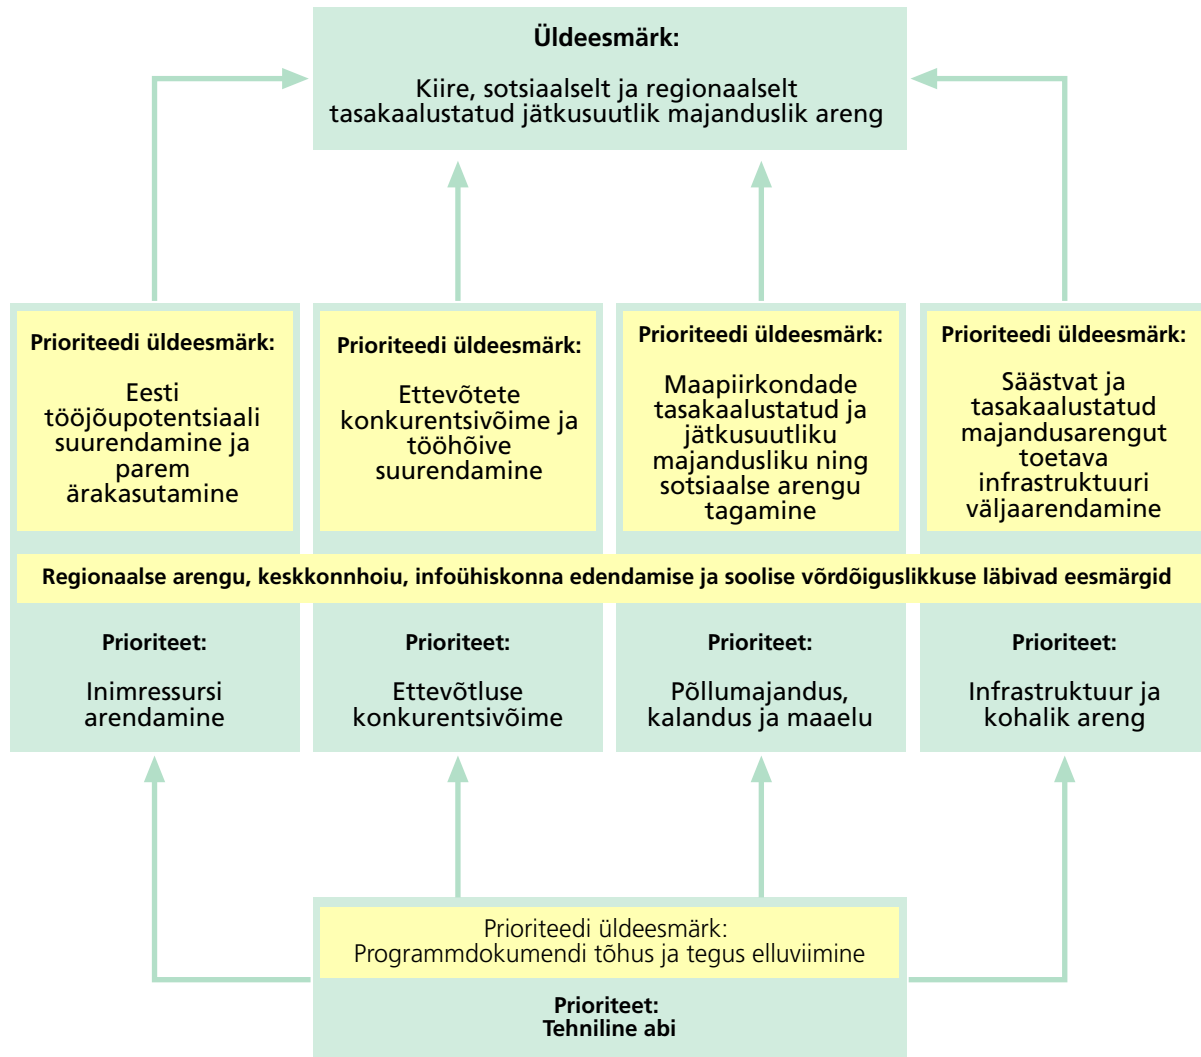 Üldeesmärk:
Kiire, sotsiaalselt ja regionaalselt
tasakaalustatud jätkusuutlik majanduslik areng
Prioriteedi üldeesmärk:
Eesti
tööjõupotentsiaali
suurendamine ja
parem
ärakasutamine
Prioriteedi üldeesmärk:
Ettevõtete
konkurentsivõime ja
tööhõive
suurendamine
Prioriteedi üldeesmärk:
Maapiirkondade
tasakaalustatud ja
jätkusuutliku
majandusliku ning
sotsiaalse arengu
tagamine
Prioriteedi üldeesmärk:
Säästvat ja
tasakaalustatud
majandusarengut
toetava
infrastruktuuri
väljaarendamine
Regionaalse arengu, keskkonnhoiu, infoühiskonna edendamise ja soolise võrdõiguslikkuse läbivad eesmärgid
Prioriteet:
Inimressursi
arendamine
Prioriteet:
Ettevõtluse
konkurentsivõime
Prioriteet:
Põllumajandus,
kalandus ja maaelu
Prioriteet:
Infrastruktuur ja
kohalik areng
Prioriteedi üldeesmärk:
Programmdokumendi tõhus ja tegus elluviimine
Prioriteet:
Tehniline abi